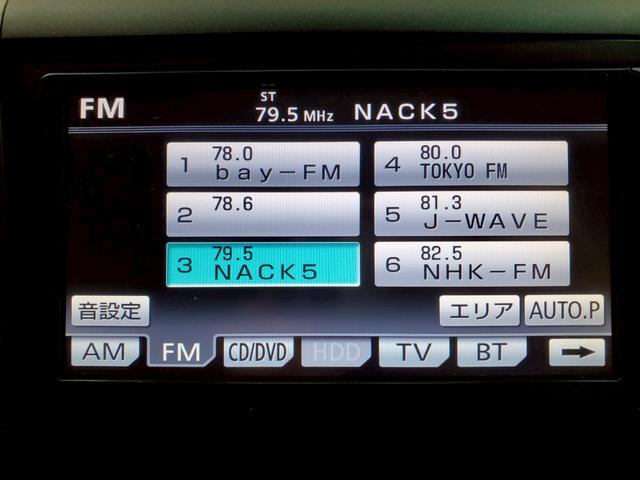 FM ST 79.5 MHz NACK5
1 78.0 bay-FM
2 78.6
3 79.5 NACK5
4 80.0 TOKYO FM
5 81.3 J-WAVE
6 82.5 NHK-FM
音設定 エリア AUTO.P
AM FM CD/DVD HDD TV BT →